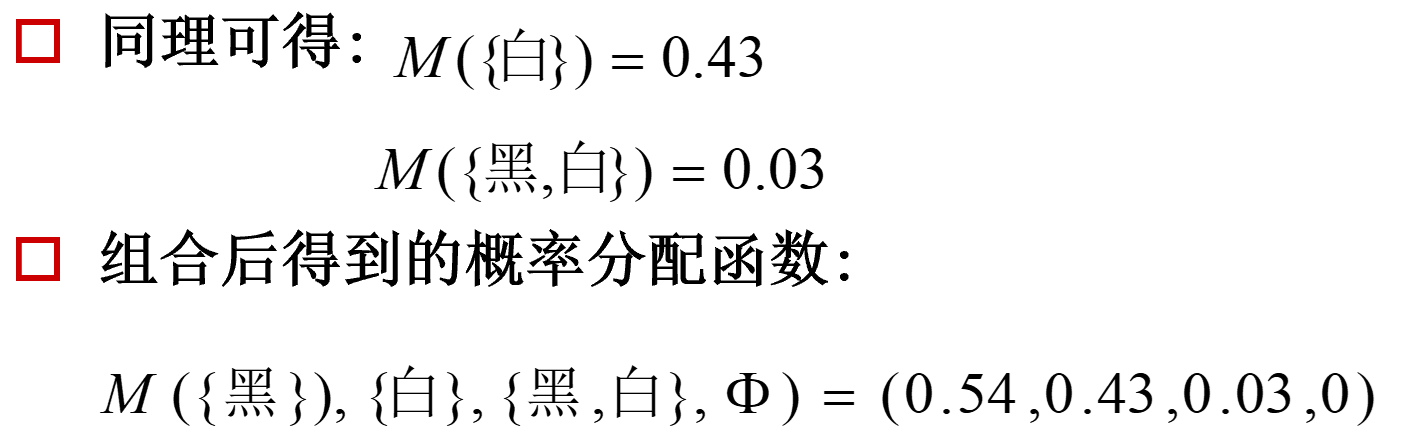 同理可得：M({白}) = 0.43
M({黑,白}) = 0.03
组合后得到的概率分配函数：
M ({黑}), {白}, {黑,白}, Φ) = (0.54,0.43,0.03,0)